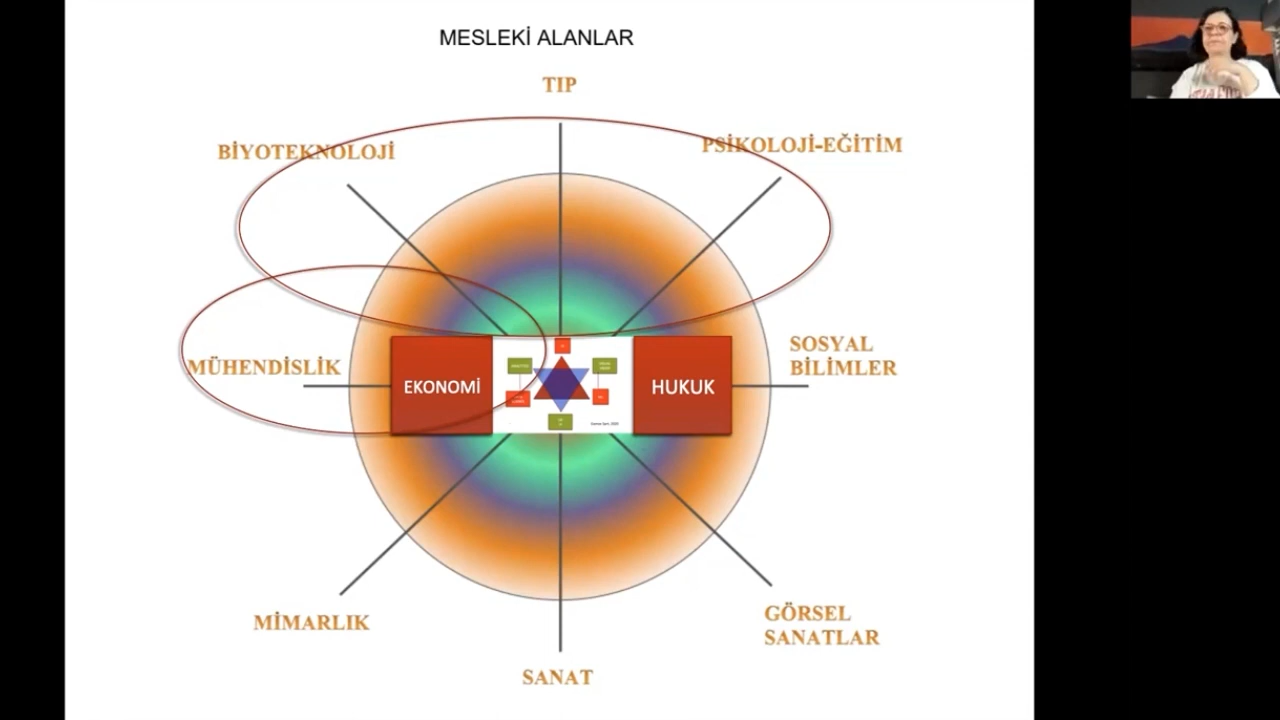 MESLEKİ ALANLAR
TIP
BİYOTEKNOLOJİ
PSİKOLOJİ-EĞİTİM
MÜHENDİSLİK
EKONOMİ
HUKUK
SOSYAL
BİLİMLER
MİMARLIK
GÖRSEL
SANATLAR
SANAT